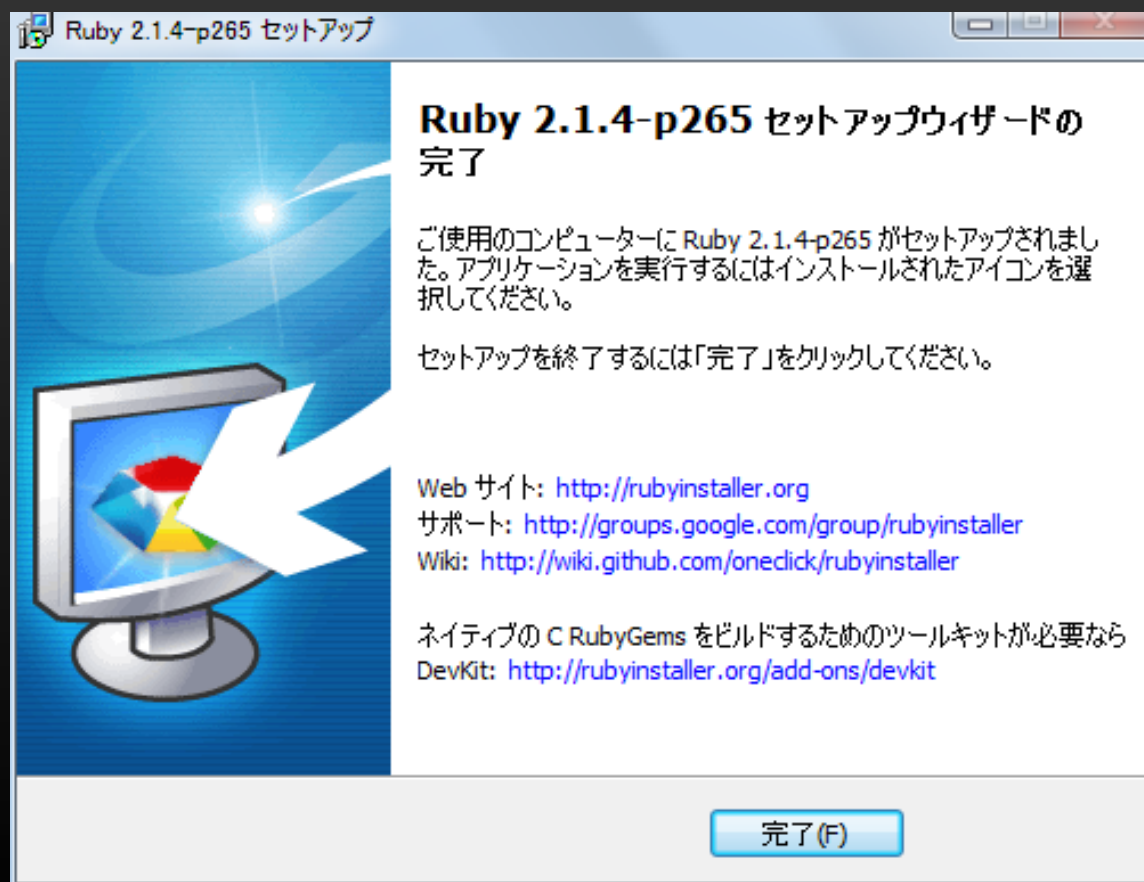 Ruby 2.1.4-p265 セットアップ
Ruby 2.1.4-p265 セットアップウィザードの
完了
ご使用のコンピューターに Ruby 2.1.4-p265 がセットアップされまし
た。アプリケーションを実行するにはインストールされたアイコンを選
択してください。
セットアップを終了するには「完了」をクリックしてください。
Web サイト: http://rubyinstaller.org
サポート: http://groups.google.com/group/rubyinstaller
Wiki: http://wiki.github.com/oneclick/rubyinstaller
ネイティブの C RubyGems をビルドするためのツールキットが必要なら
DevKit: http://rubyinstaller.org/add-ons/devkit
完了(F)